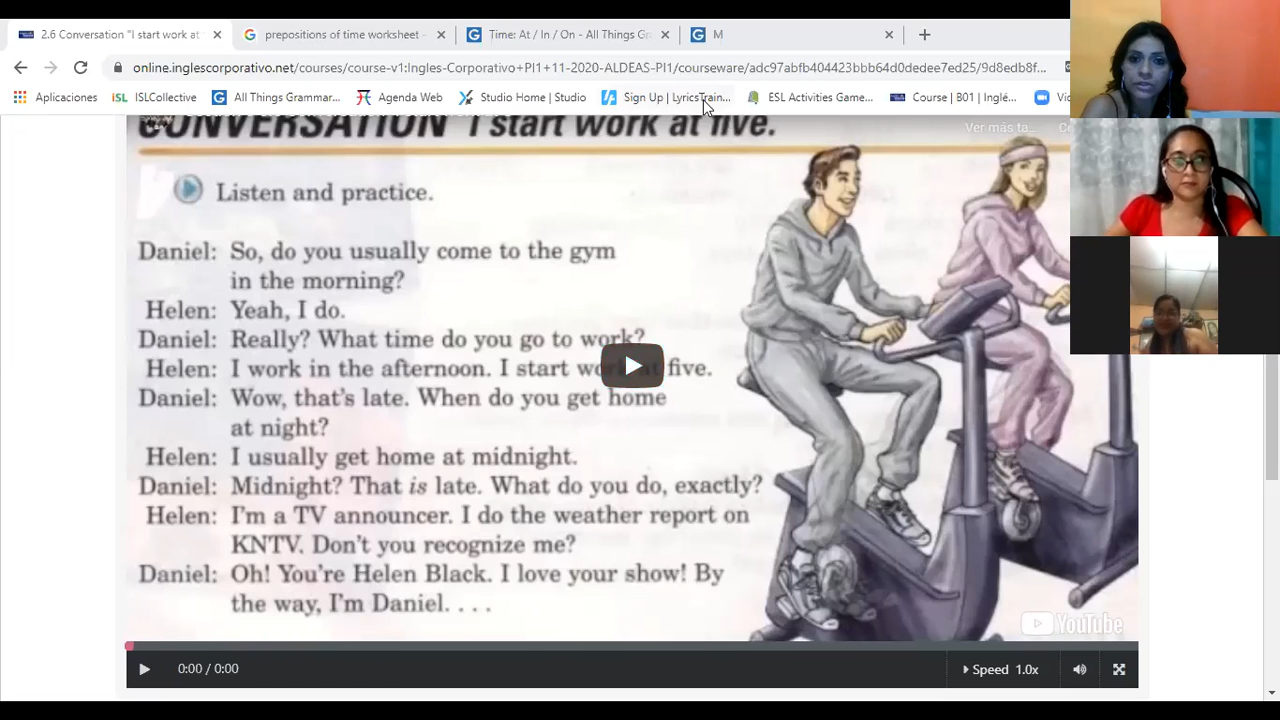 2.6 Conversation "I start work at
prepositions of time worksheet -
Time: At / In / On - All Things Gr
M
online.inglescorporativo.net/courses/course-v1:Inglescorporativo+PI1+11-2020-ALDEAS-PI1/courseware/adc97abfb404423bbb64d0dedee7ed25/9d8edb8f...
Aplicaciones
ISLCollective
All Things Grammar...
Agenda Web
Studio Home | Studio
Sign Up | LyricsTrain...
ESL Activities Game...
Course | B01 | Inglé...
CONVERSATION I start work at five.
Ver más ta...
Listen and practice.
Daniel: So, do you usually come to the gym
in the morning?
Helen: Yeah, I do.
Daniel: Really? What time do you go to work?
Helen: I work in the afternoon. I start work at five.
Daniel: Wow, that's late. When do you get home
at night?
Helen: I usually get home at midnight.
Daniel: Midnight? That is late. What do you do, exactly?
Helen: I'm a TV announcer. I do the weather report on
KNTV. Don't you recognize me?
Daniel: Oh! You're Helen Black. I love your show! By
the way, I'm Daniel. . . .
YouTube
0:00 / 0:00
Speed 1.0x